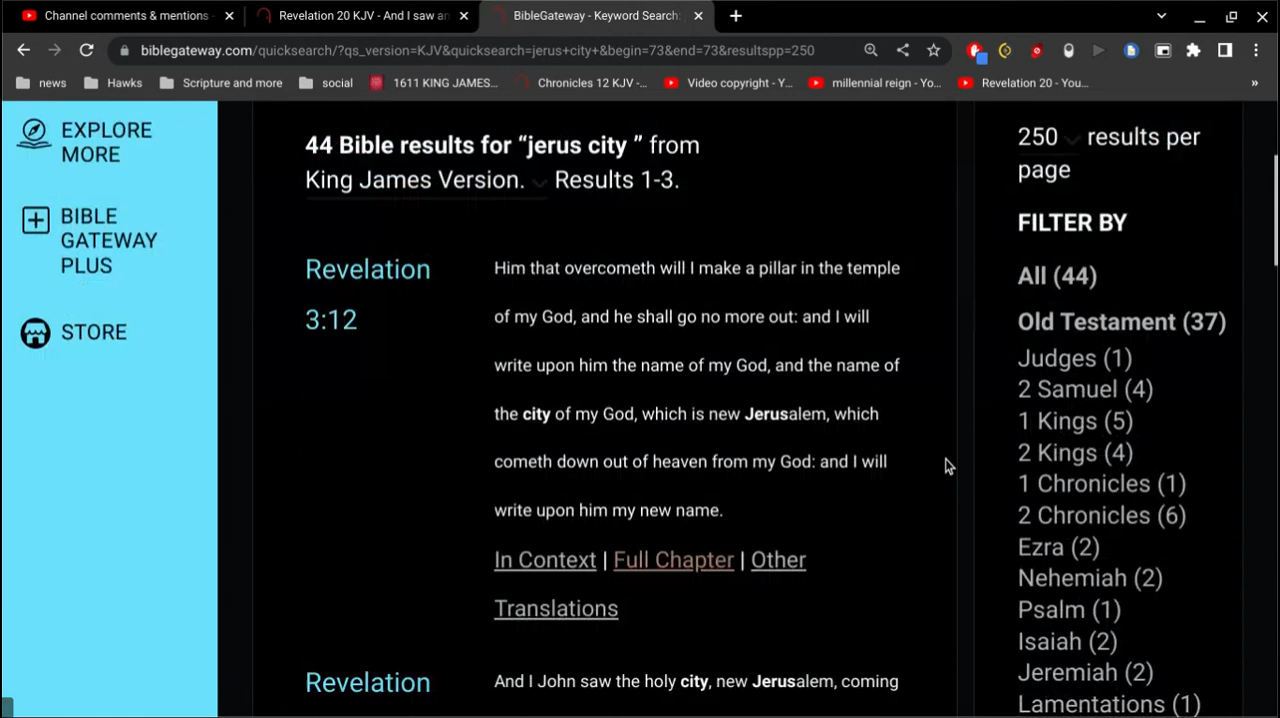 Channel comments & mentions -
Revelation 20 KJV - And I saw an
BibleGateway - Keyword Search:
biblegateway.com/quicksearch/?qs_version=KJV&quicksearch=jerus+city+&begin=73&end=73&resultspp=250
news
Hawks
Scripture and more
social
1611 KING JAMES...
Chronicles 12 KJV -...
Video copyright - Y...
millennial reign - Yo...
Revelation 20 - You...
»
EXPLORE
MORE
BIBLE
GATEWAY
PLUS
STORE
44 Bible results for “jerus city ” from
King James Version. Results 1-3.
Revelation
3:12
Him that overcometh will I make a pillar in the temple
of my God, and he shall go no more out: and I will
write upon him the name of my God, and the name of
the city of my God, which is new Jerusalem, which
cometh down out of heaven from my God: and I will
write upon him my new name.
In Context | Full Chapter | Other
Translations
Revelation
And I John saw the holy city, new Jerusalem, coming
250 results per
page
FILTER BY
All (44)
Old Testament (37)
Judges (1)
2 Samuel (4)
1 Kings (5)
2 Kings (4)
1 Chronicles (1)
2 Chronicles (6)
Ezra (2)
Nehemiah (2)
Psalm (1)
Isaiah (2)
Jeremiah (2)
Lamentations (1)